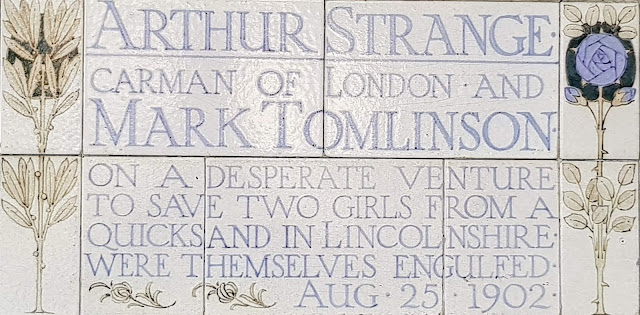 ARTHUR STRANGE·
CARMAN OF LONDON · AND
MARK TOMLINSON·
ON A DESPERATE VENTURE
TO SAVE TWO GIRLS FROM A
QUICKSAND IN LINCOLNSHIRE·
WERE THEMSELVES ENGULFED·
AUG · 25 · 1902 ·